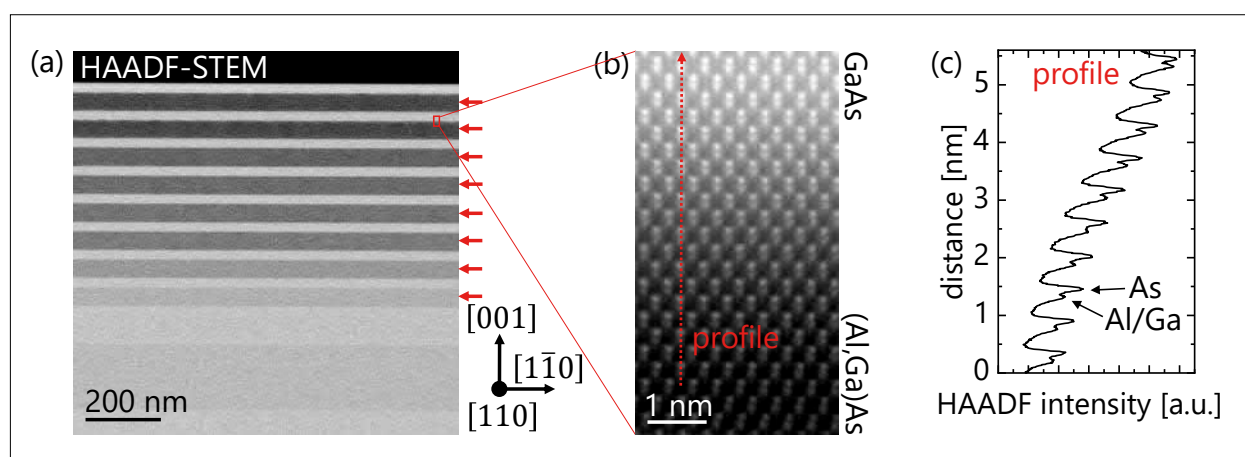 (a)
HAADF-STEM
200 nm
[001]
[11̅0]
[110]
(b)
profile
1 nm
GaAs
(Al,Ga)As
(c)
profile
5
4
3
2
1
0
distance [nm]
As
Al/Ga
HAADF intensity [a.u.]